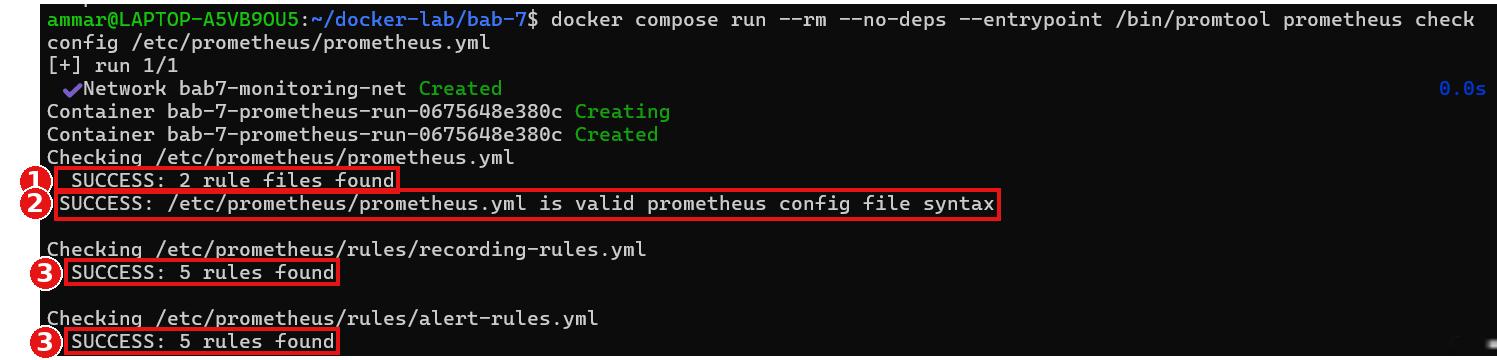 ammar@LAPTOP-A5VB9OU5:~/docker-lab/bab-7$ docker compose run --rm --no-deps --entrypoint /bin/promtool prometheus check
config /etc/prometheus/prometheus.yml
[+] run 1/1
✔Network bab7-monitoring-net Created 0.0s
Container bab-7-prometheus-run-0675648e380c Creating
Container bab-7-prometheus-run-0675648e380c Created
Checking /etc/prometheus/prometheus.yml
1 SUCCESS: 2 rule files found
2 SUCCESS: /etc/prometheus/prometheus.yml is valid prometheus config file syntax
Checking /etc/prometheus/rules/recording-rules.yml
3 SUCCESS: 5 rules found
Checking /etc/prometheus/rules/alert-rules.yml
3 SUCCESS: 5 rules found